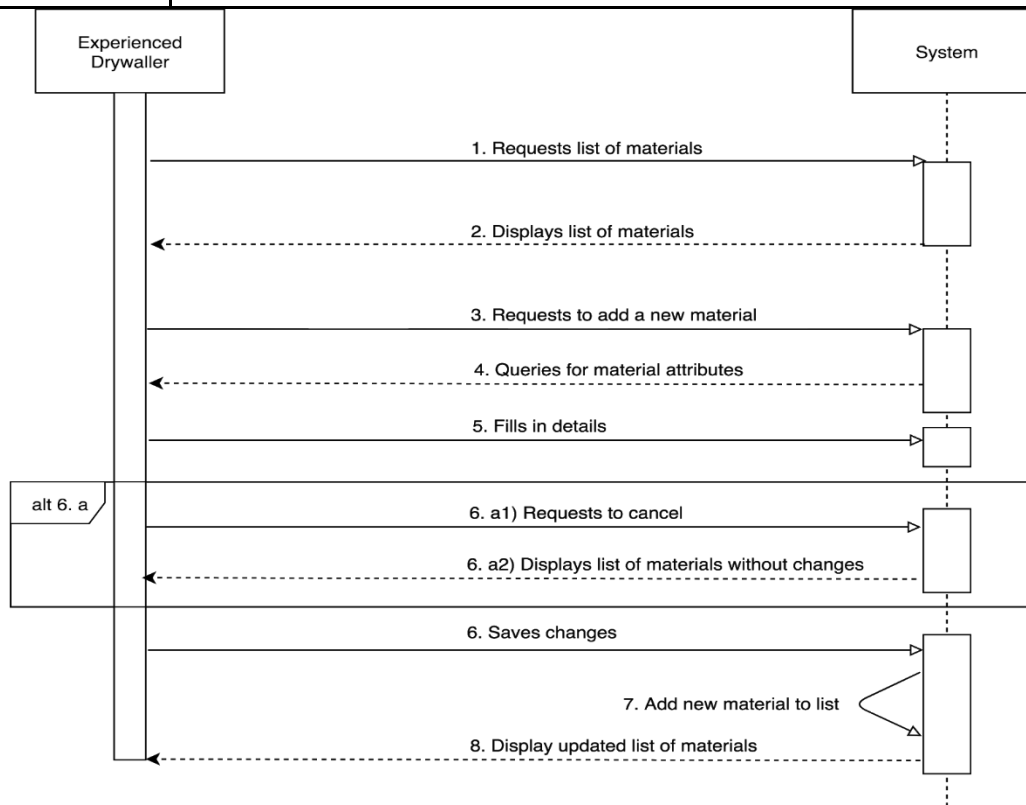 Experienced
Drywaller
System
1. Requests list of materials
2. Displays list of materials
3. Requests to add a new material
4. Queries for material attributes
5. Fills in details
alt 6. a
6. a1) Requests to cancel
6. a2) Displays list of materials without changes
6. Saves changes
7. Add new material to list
8. Display updated list of materials